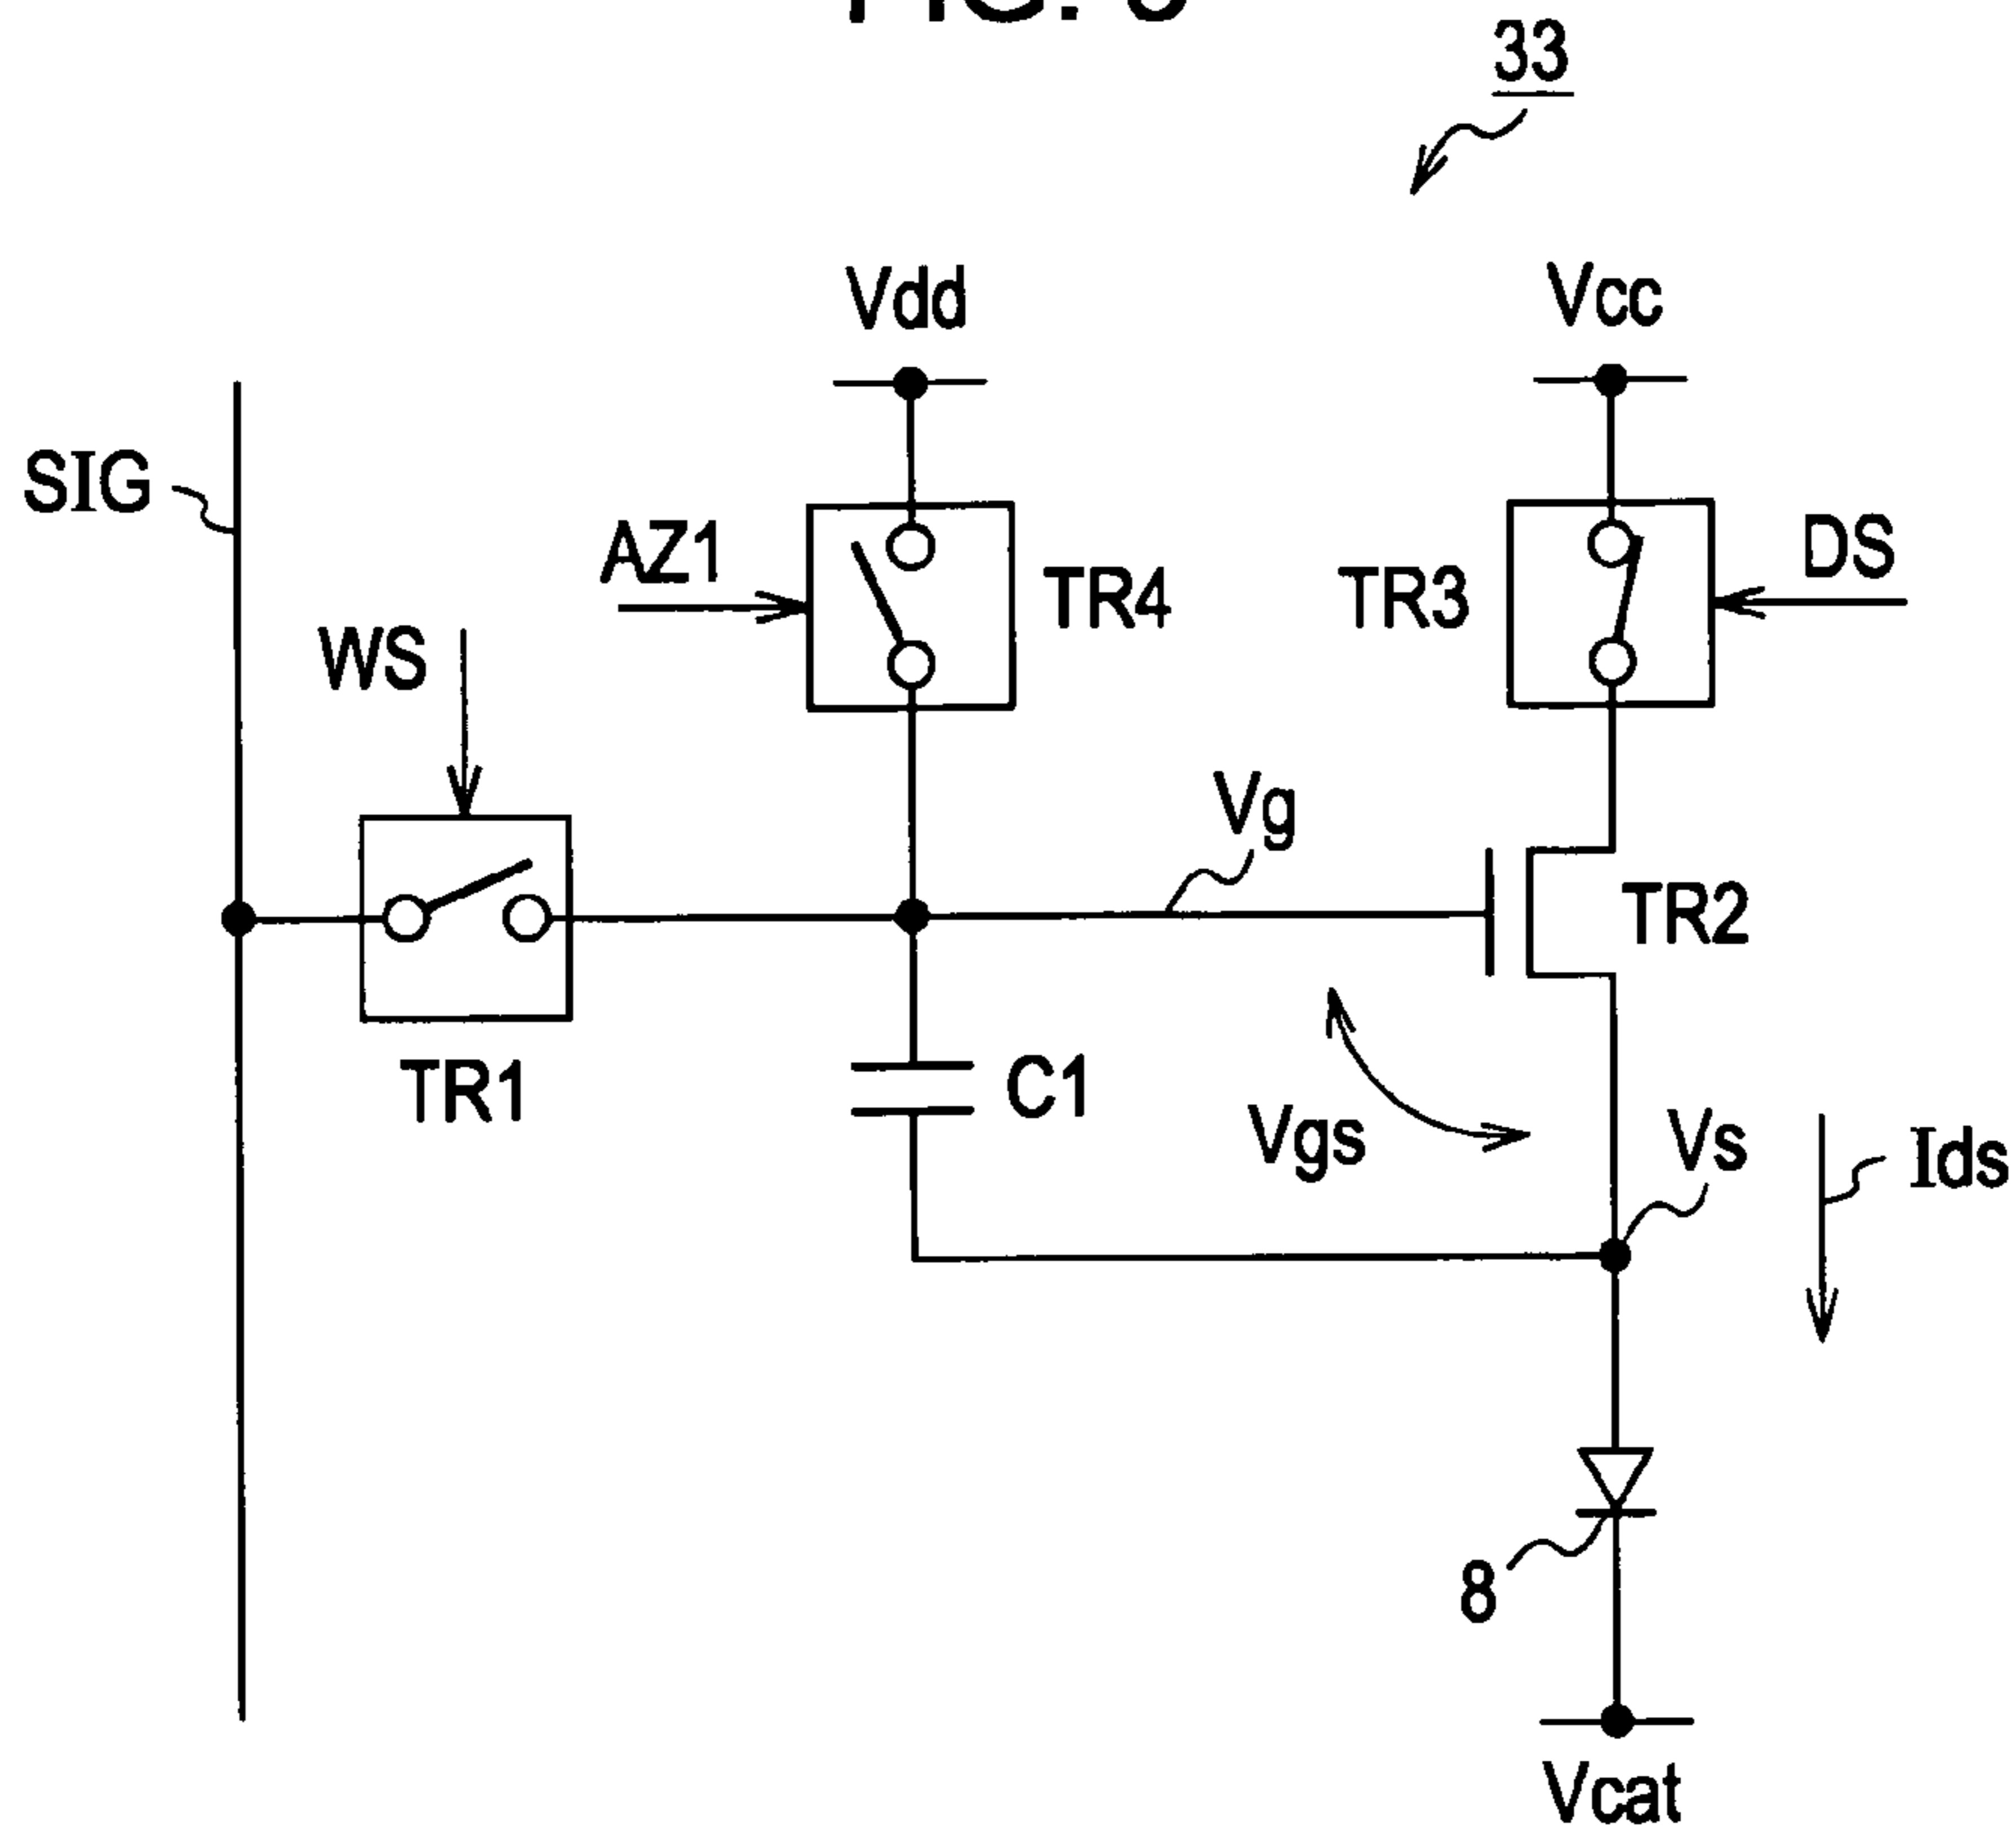 33
Vdd
Vcc
SIG
AZ1
TR4
TR3
DS
WS
Vg
TR2
TR1
C1
Vgs
Vs
Ids
8
Vcat